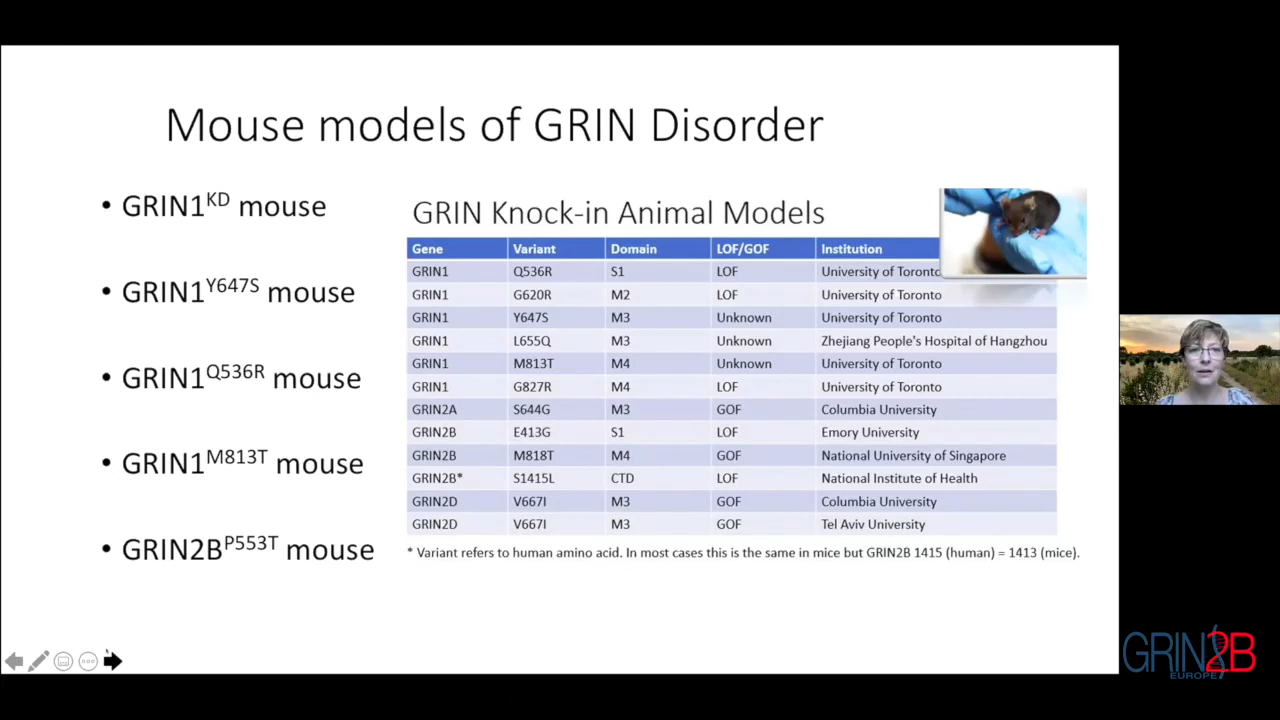 Mouse models of GRIN Disorder
• GRIN1KD mouse
• GRIN1Y647S mouse
• GRIN1Q536R mouse
• GRIN1M813T mouse
• GRIN2BP553T mouse
GRIN Knock-in Animal Models
Gene Variant Domain LOF/GOF Institution
GRIN1 Q536R S1 LOF University of Toronto
GRIN1 G620R M2 LOF University of Toronto
GRIN1 Y647S M3 Unknown University of Toronto
GRIN1 L655Q M3 Unknown Zhejiang People's Hospital of Hangzhou
GRIN1 M813T M4 Unknown University of Toronto
GRIN1 G827R M4 LOF University of Toronto
GRIN2A S644G M3 GOF Columbia University
GRIN2B E413G S1 LOF Emory University
GRIN2B M818T M4 GOF National University of Singapore
GRIN2B* S1415L CTD LOF National Institute of Health
GRIN2D V667I M3 GOF Columbia University
GRIN2D V667I M3 GOF Tel Aviv University
* Variant refers to human amino acid. In most cases this is the same in mice but GRIN2B 1415 (human) = 1413 (mice).
GRIN2B
EUROPE